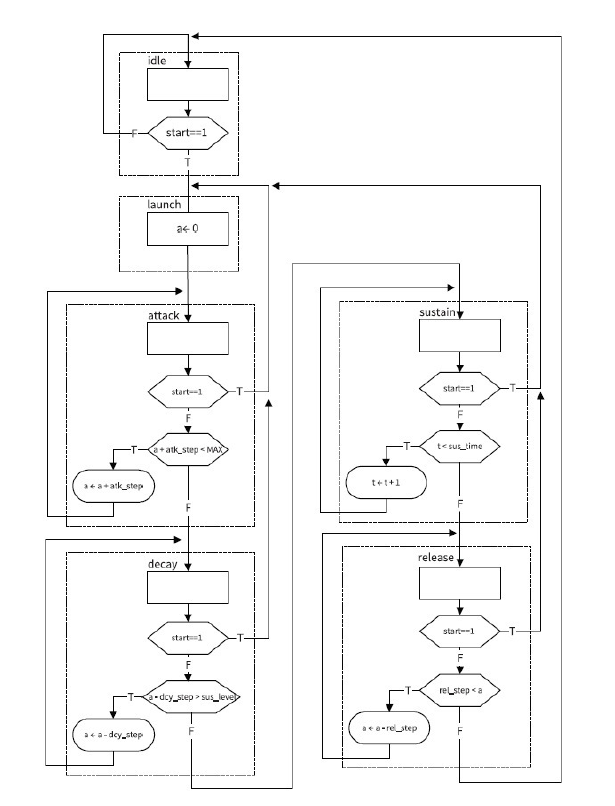 idle
start==1
F
T
launch
a← 0
attack
start==1
T
F
a + atk_step < MAX
T
a ← a + atk_step
F
decay
start==1
T
F
a - dcy_step > sus_level
T
a ← a - dcy_step
F
sustain
start==1
T
F
t < sus_time
T
t ← t + 1
F
release
start==1
T
F
rel_step < a
T
a ← a - rel_step
F